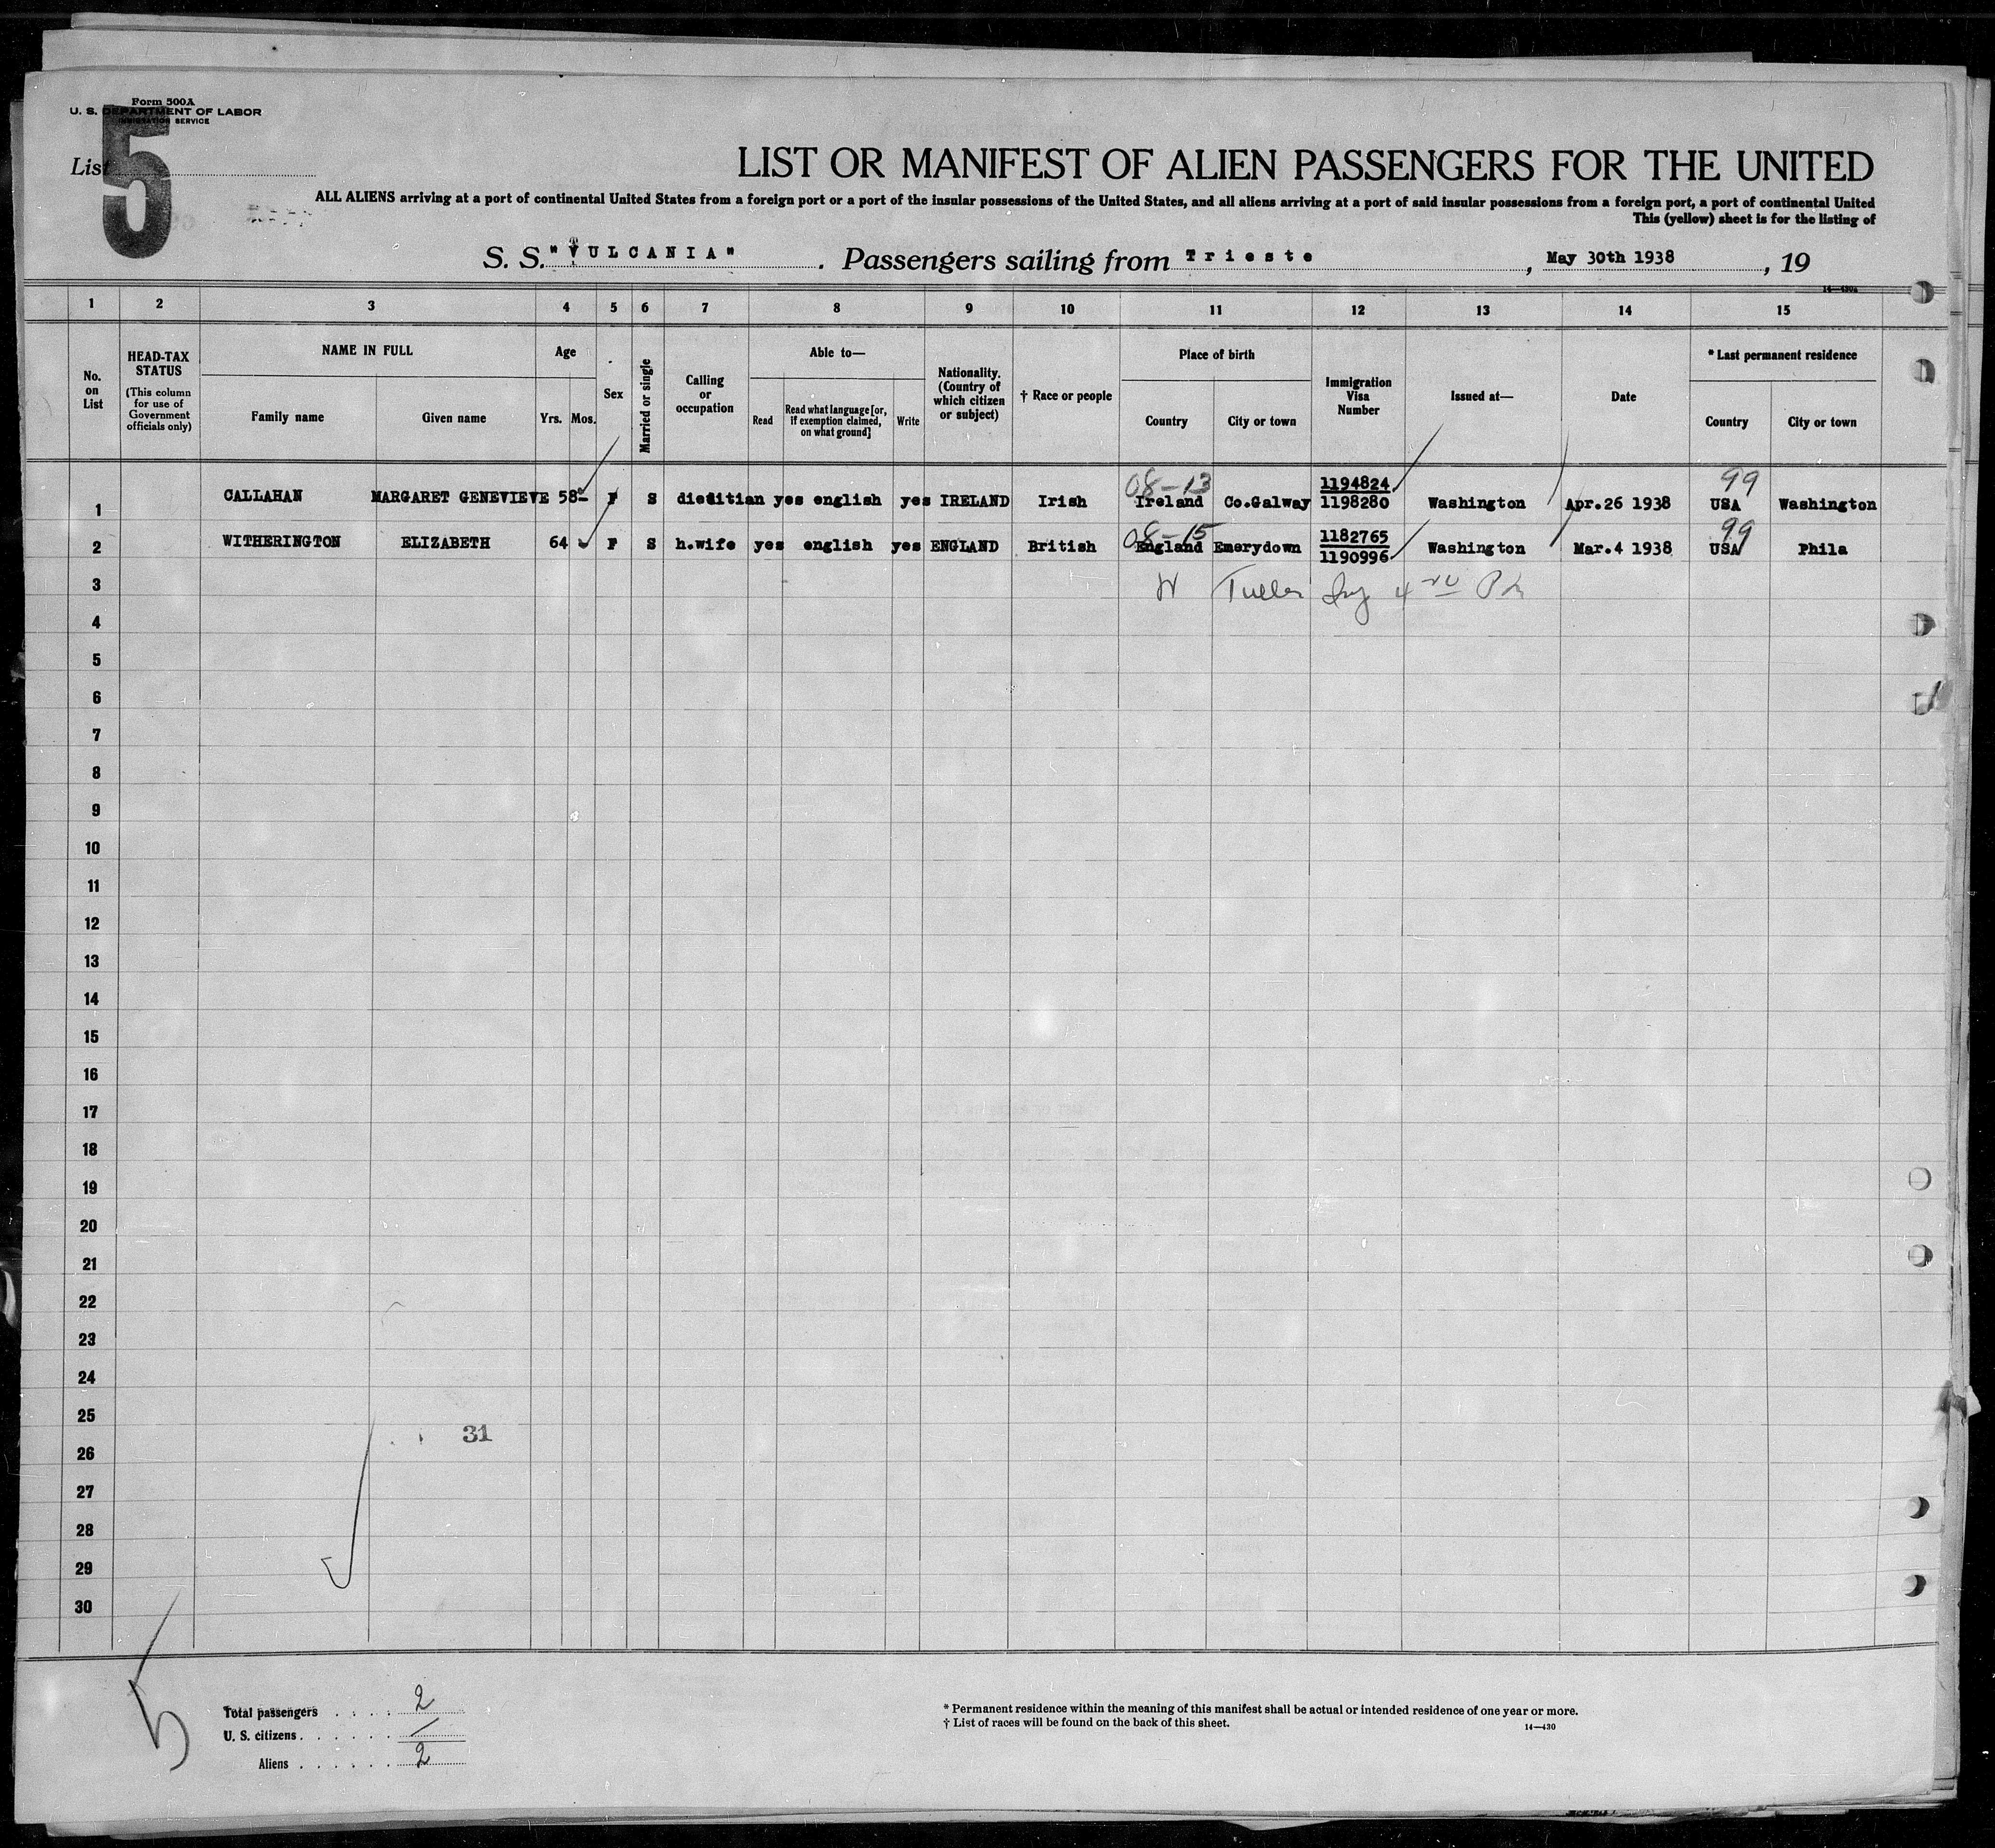 Form 500A
U. S. DEPARTMENT OF LABOR
IMMIGRATION SERVICE
List 5
LIST OR MANIFEST OF ALIEN PASSENGERS FOR THE UNITED
ALL ALIENS arriving at a port of continental United States from a foreign port or a port of the insular possessions of the United States, and all aliens arriving at a port of said insular possessions from a foreign port, a port of continental United
This (yellow) sheet is for the listing of
S. S. "VULCANIA". Passengers sailing from Trieste, May 30th 1938, 19
14—430a
1 2 3 4 5 6 7 8 9 10 11 12 13 14 15
No. on List
HEAD-TAX STATUS
(This column for use of Government officials only)
NAME IN FULL
Family name
Given name
Age
Yrs. Mos.
Sex
Married or single
Calling or occupation
Able to—
Read
Read what language [or, if exemption claimed, on what ground]
Write
Nationality. (Country of which citizen or subject)
† Race or people
Place of birth
Country
City or town
Immigration Visa Number
Issued at—
Date
* Last permanent residence
Country
City or town
08-13 1194824 99
1 CALLAHAN MARGARET GENEVIEVE 58 F S dietitian yes english yes IRELAND Irish Ireland Co.Galway 1198280 Washington Apr.26 1938 USA Washington
08-15 1182765 99
2 WITHERINGTON ELIZABETH 64 F S h.wife yes english yes ENGLAND British England Emerydown 1190996 Washington Mar.4 1938 USA Phila
3
4
5
6
7
8
9
10
11
12
13
14
15
16
17
18
19
20
21
22
23
24
25
31
26
27
28
29
30
5
Total passengers . . . . 2
U. S. citizens . . . . . . /
Aliens . . . . . . 2
* Permanent residence within the meaning of this manifest shall be actual or intended residence of one year or more.
† List of races will be found on the back of this sheet.
14—430